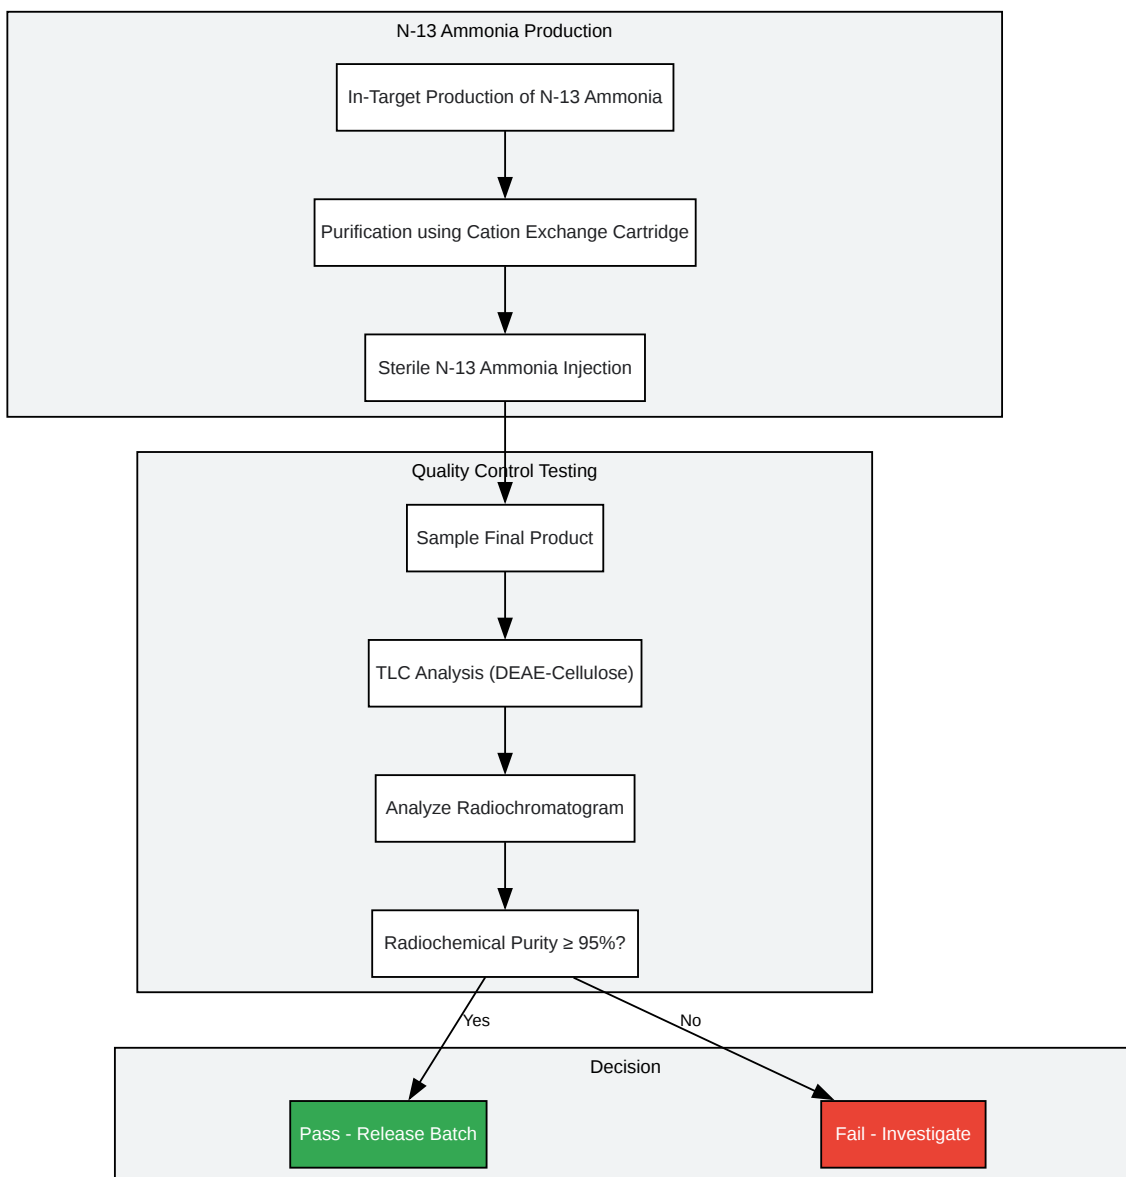 N-13 Ammonia Production
In-Target Production of N-13 Ammonia
Purification using Cation Exchange Cartridge
Sterile N-13 Ammonia Injection
Quality Control Testing
Sample Final Product
TLC Analysis (DEAE-Cellulose)
Analyze Radiochromatogram
Radiochemical Purity ≥ 95%?
Yes
No
Decision
Pass - Release Batch
Fail - Investigate